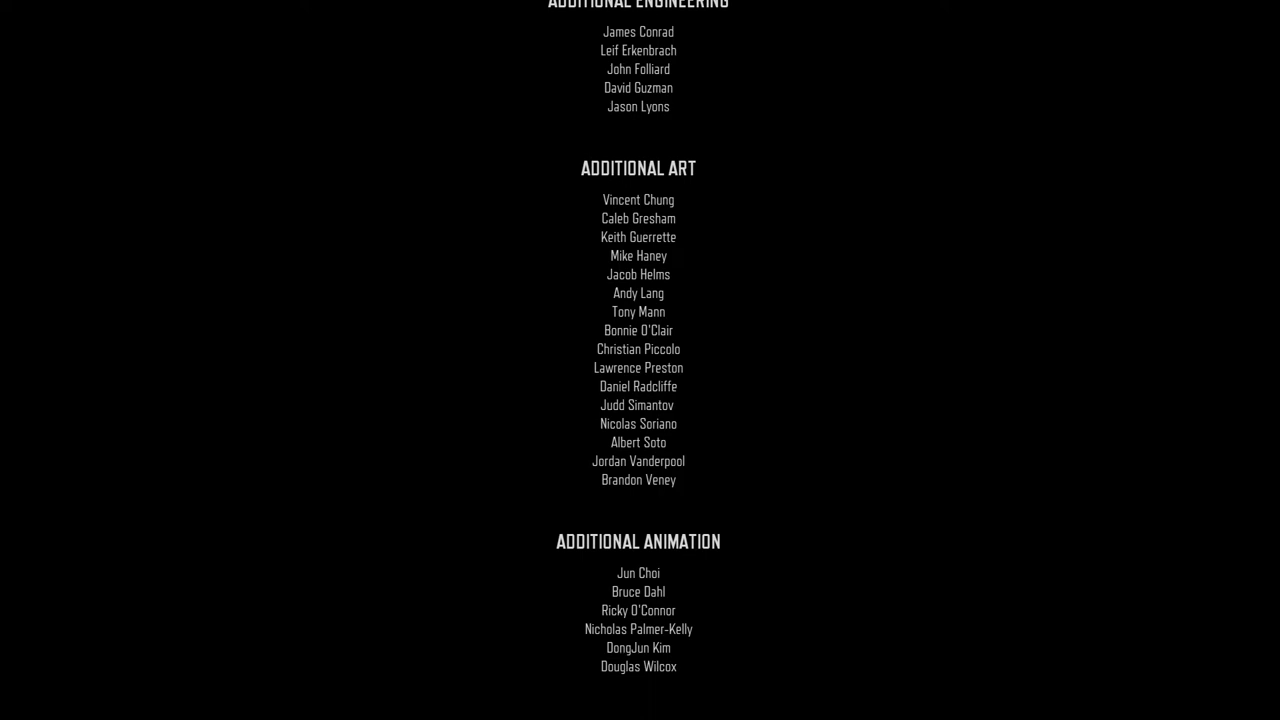 ADDITIONAL ENGINEERING
James Conrad
Leif Erkenbrach
John Folliard
David Guzman
Jason Lyons
ADDITIONAL ART
Vincent Chung
Caleb Gresham
Keith Guerrette
Mike Haney
Jacob Helms
Andy Lang
Tony Mann
Bonnie O'Clair
Christian Piccolo
Lawrence Preston
Daniel Radcliffe
Judd Simantov
Nicolas Soriano
Albert Soto
Jordan Vanderpool
Brandon Veney
ADDITIONAL ANIMATION
Jun Choi
Bruce Dahl
Ricky O'Connor
Nicholas Palmer-Kelly
DongJun Kim
Douglas Wilcox